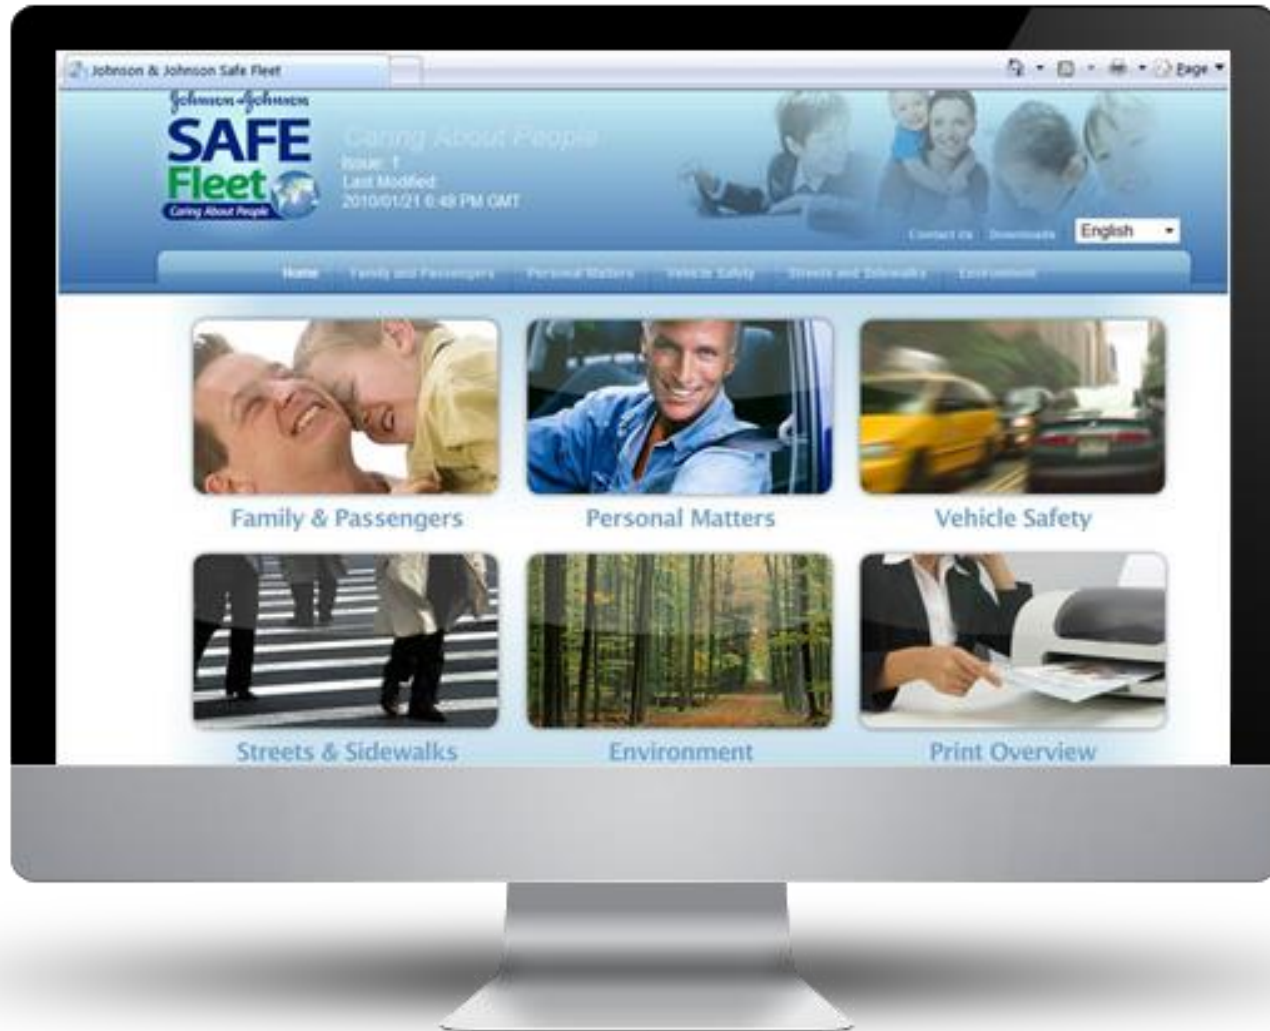 Johnson & Johnson Safe Fleet
Page
Johnson & Johnson
SAFE
Fleet
Caring About People
Caring About People
Issue: 1
Last Modified:
2010/01/21 6:48 PM GMT
Contact Us Downloads English
Home Family and Passengers Personal Matters Vehicle Safety Streets and Sidewalks Environment
Family & Passengers Personal Matters Vehicle Safety
Streets & Sidewalks Environment Print Overview